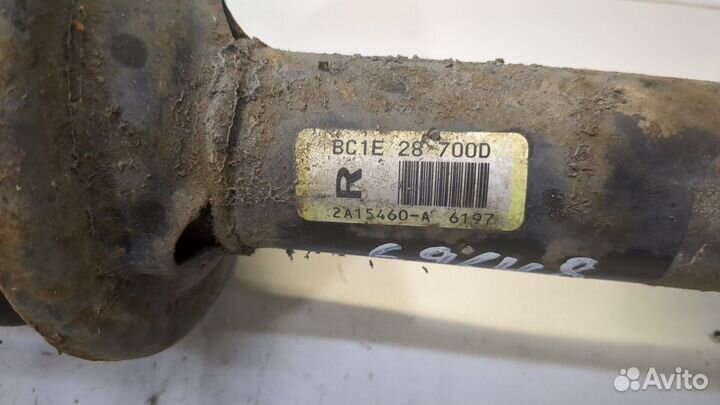 BC1E 28 700D
R
2A15460-A 6197
Avito